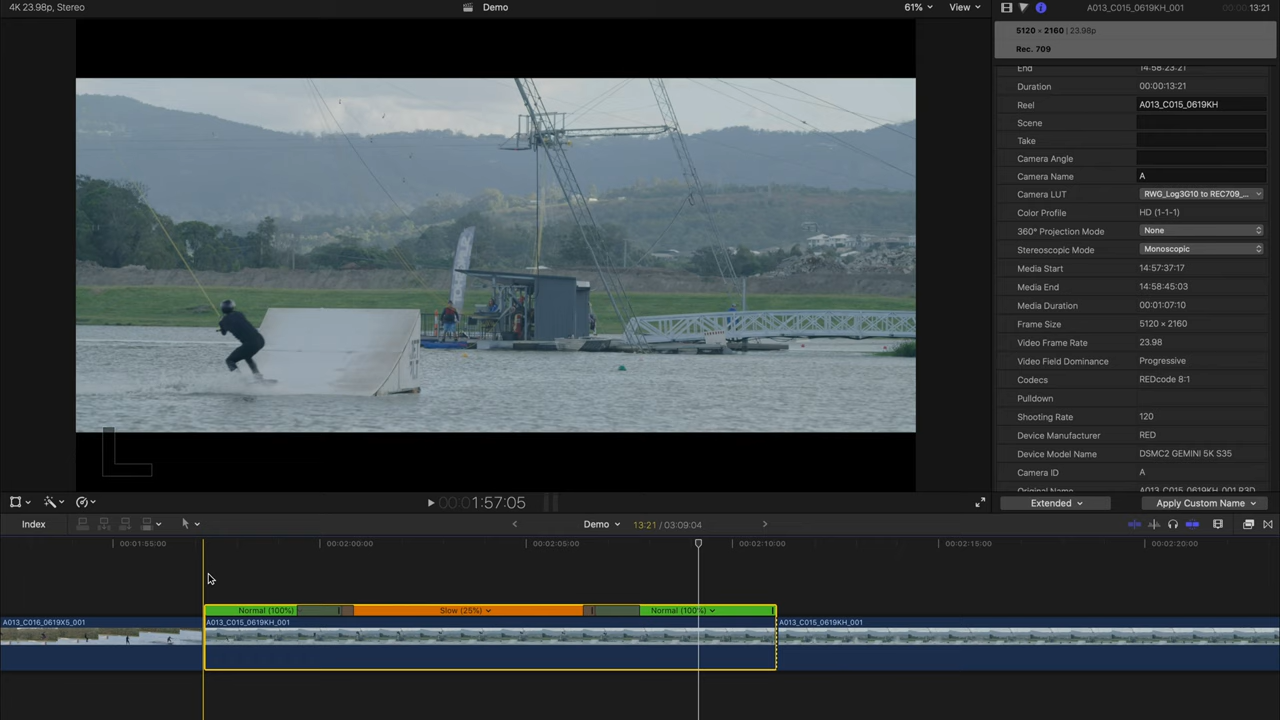 4K 23.98p, Stereo
Demo
61%
View
A013_C015_0619KH_001
00:00:13:21
5120 × 2160 | 23.98p
Rec. 709
End 14:58:23:21
Duration 00:00:13:21
Reel A013_C015_0619KH
Scene
Take
Camera Angle
Camera Name A
Camera LUT RWG_Log3G10 to REC709_...
Color Profile HD (1-1-1)
360° Projection Mode None
Stereoscopic Mode Monoscopic
Media Start 14:57:37:17
Media End 14:58:45:03
Media Duration 00:01:07:10
Frame Size 5120 × 2160
Video Frame Rate 23.98
Video Field Dominance Progressive
Codecs REDcode 8:1
Pulldown
Shooting Rate 120
Device Manufacturer RED
Device Model Name DSMC2 GEMINI 5K S35
Camera ID A
Original Name A013_C015_0619KH_001.R3D
00:01:57:05
Extended
Apply Custom Name
Index
Demo
13:21 / 03:09:04
00:01:55:00
00:02:00:00
00:02:05:00
00:02:10:00
00:02:15:00
00:02:20:00
Normal (100%)
Slow (25%)
Normal (100%)
A013_C016_0619X5_001
A013_C015_0619KH_001
A013_C015_0619KH_001